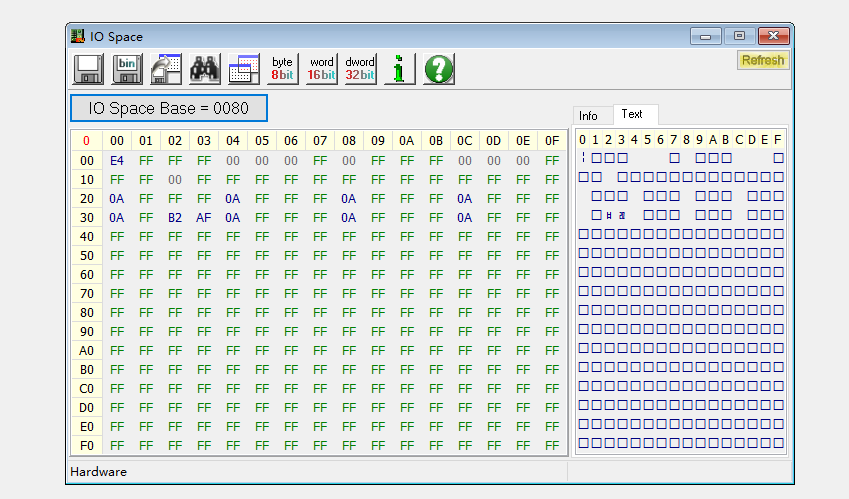 IO Space
bin
byte 8bit
word 16bit
dword 32bit
Refresh
IO Space Base = 0080
Info Text
0 00 01 02 03 04 05 06 07 08 09 0A 0B 0C 0D 0E 0F
00 E4 FF FF FF 00 00 00 FF 00 FF FF FF 00 00 00 FF
10 FF FF 00 FF FF FF FF FF FF FF FF FF FF FF FF FF
20 0A FF FF FF 0A FF FF FF 0A FF FF FF 0A FF FF FF
30 0A FF B2 AF 0A FF FF FF 0A FF FF FF 0A FF FF FF
40 FF FF FF FF FF FF FF FF FF FF FF FF FF FF FF FF
50 FF FF FF FF FF FF FF FF FF FF FF FF FF FF FF FF
60 FF FF FF FF FF FF FF FF FF FF FF FF FF FF FF FF
70 FF FF FF FF FF FF FF FF FF FF FF FF FF FF FF FF
80 FF FF FF FF FF FF FF FF FF FF FF FF FF FF FF FF
90 FF FF FF FF FF FF FF FF FF FF FF FF FF FF FF FF
A0 FF FF FF FF FF FF FF FF FF FF FF FF FF FF FF FF
B0 FF FF FF FF FF FF FF FF FF FF FF FF FF FF FF FF
C0 FF FF FF FF FF FF FF FF FF FF FF FF FF FF FF FF
D0 FF FF FF FF FF FF FF FF FF FF FF FF FF FF FF FF
E0 FF FF FF FF FF FF FF FF FF FF FF FF FF FF FF FF
F0 FF FF FF FF FF FF FF FF FF FF FF FF FF FF FF FF
0 1 2 3 4 5 6 7 8 9 A B C D E F
Hardware